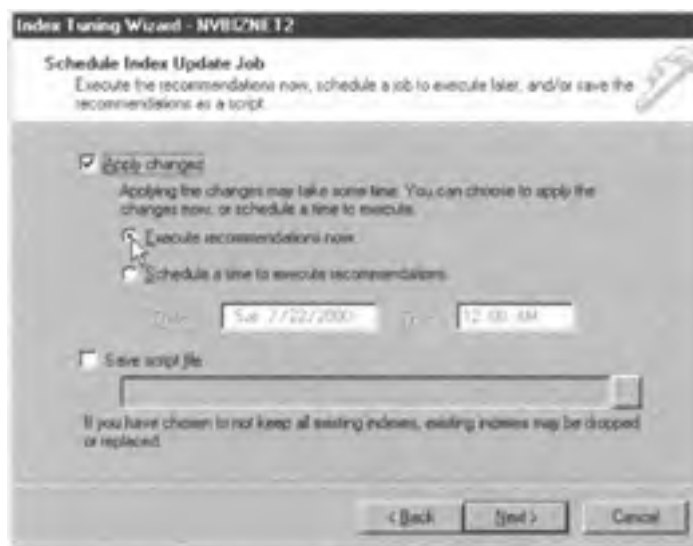 Index Tuning Wizard - NVBIZNET2
Schedule Index Update Job
Execute the recommendations now, schedule a job to execute later, and/or save the
recommendations as a script.
Apply changes
Applying the changes may take some time. You can choose to apply the
changes now, or schedule a time to execute.
Execute recommendations now.
Schedule a time to execute recommendations.
Sat 7/22/2000
12:00 AM
Save script file
If you have chosen to not keep all existing indexes, existing indexes may be dropped
or replaced.
< Back
Next >
Cancel